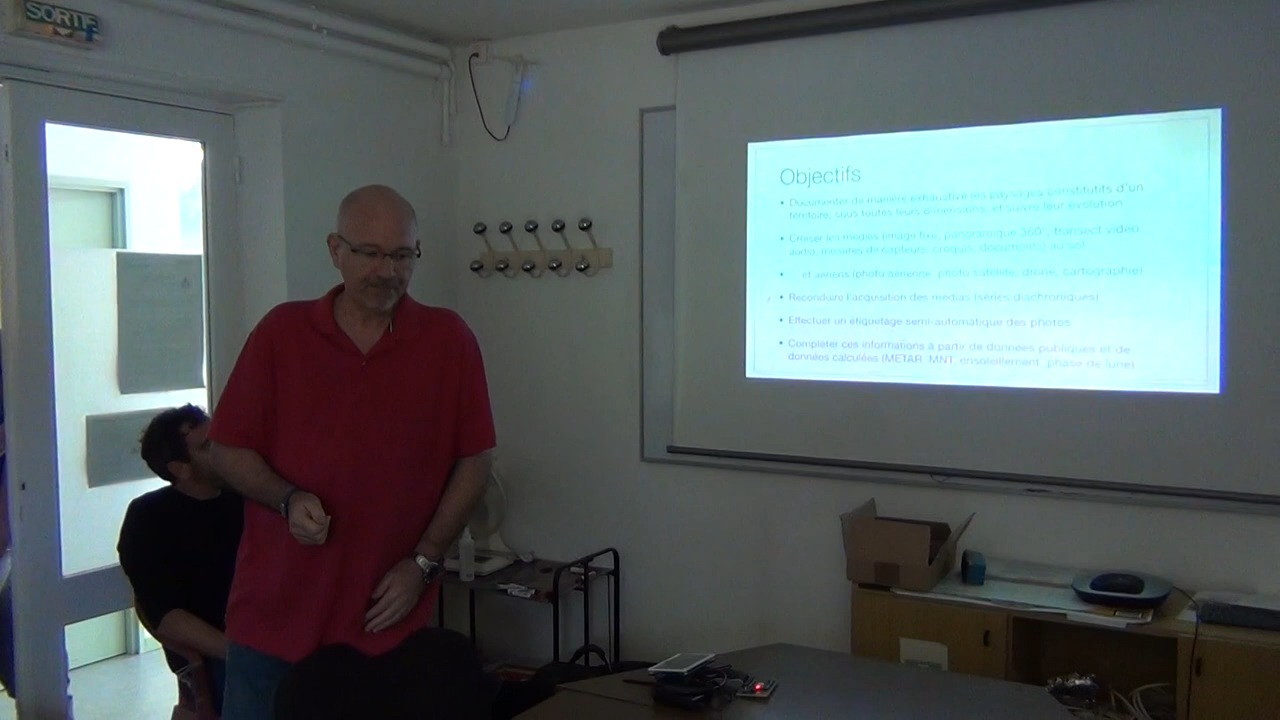 SORTIE
Objectifs
• Documenter de manière exhaustive les paysages constitutifs d'un
territoire, sous toutes leurs dimensions, et suivre leur évolution
• Croiser les médias (image fixe, panoramique 360°, transect vidéo,
audio, mesures de capteurs, croquis, documents) au sol
• et aériens (photo aérienne, photo satellite, drone, cartographie)
• Reconduire l'acquisition des médias (séries diachroniques)
• Effectuer un étiquetage semi-automatique des photos
• Compléter ces informations à partir de données publiques et de
données calculées (METAR, MNT, ensoleillement, phase de lune)